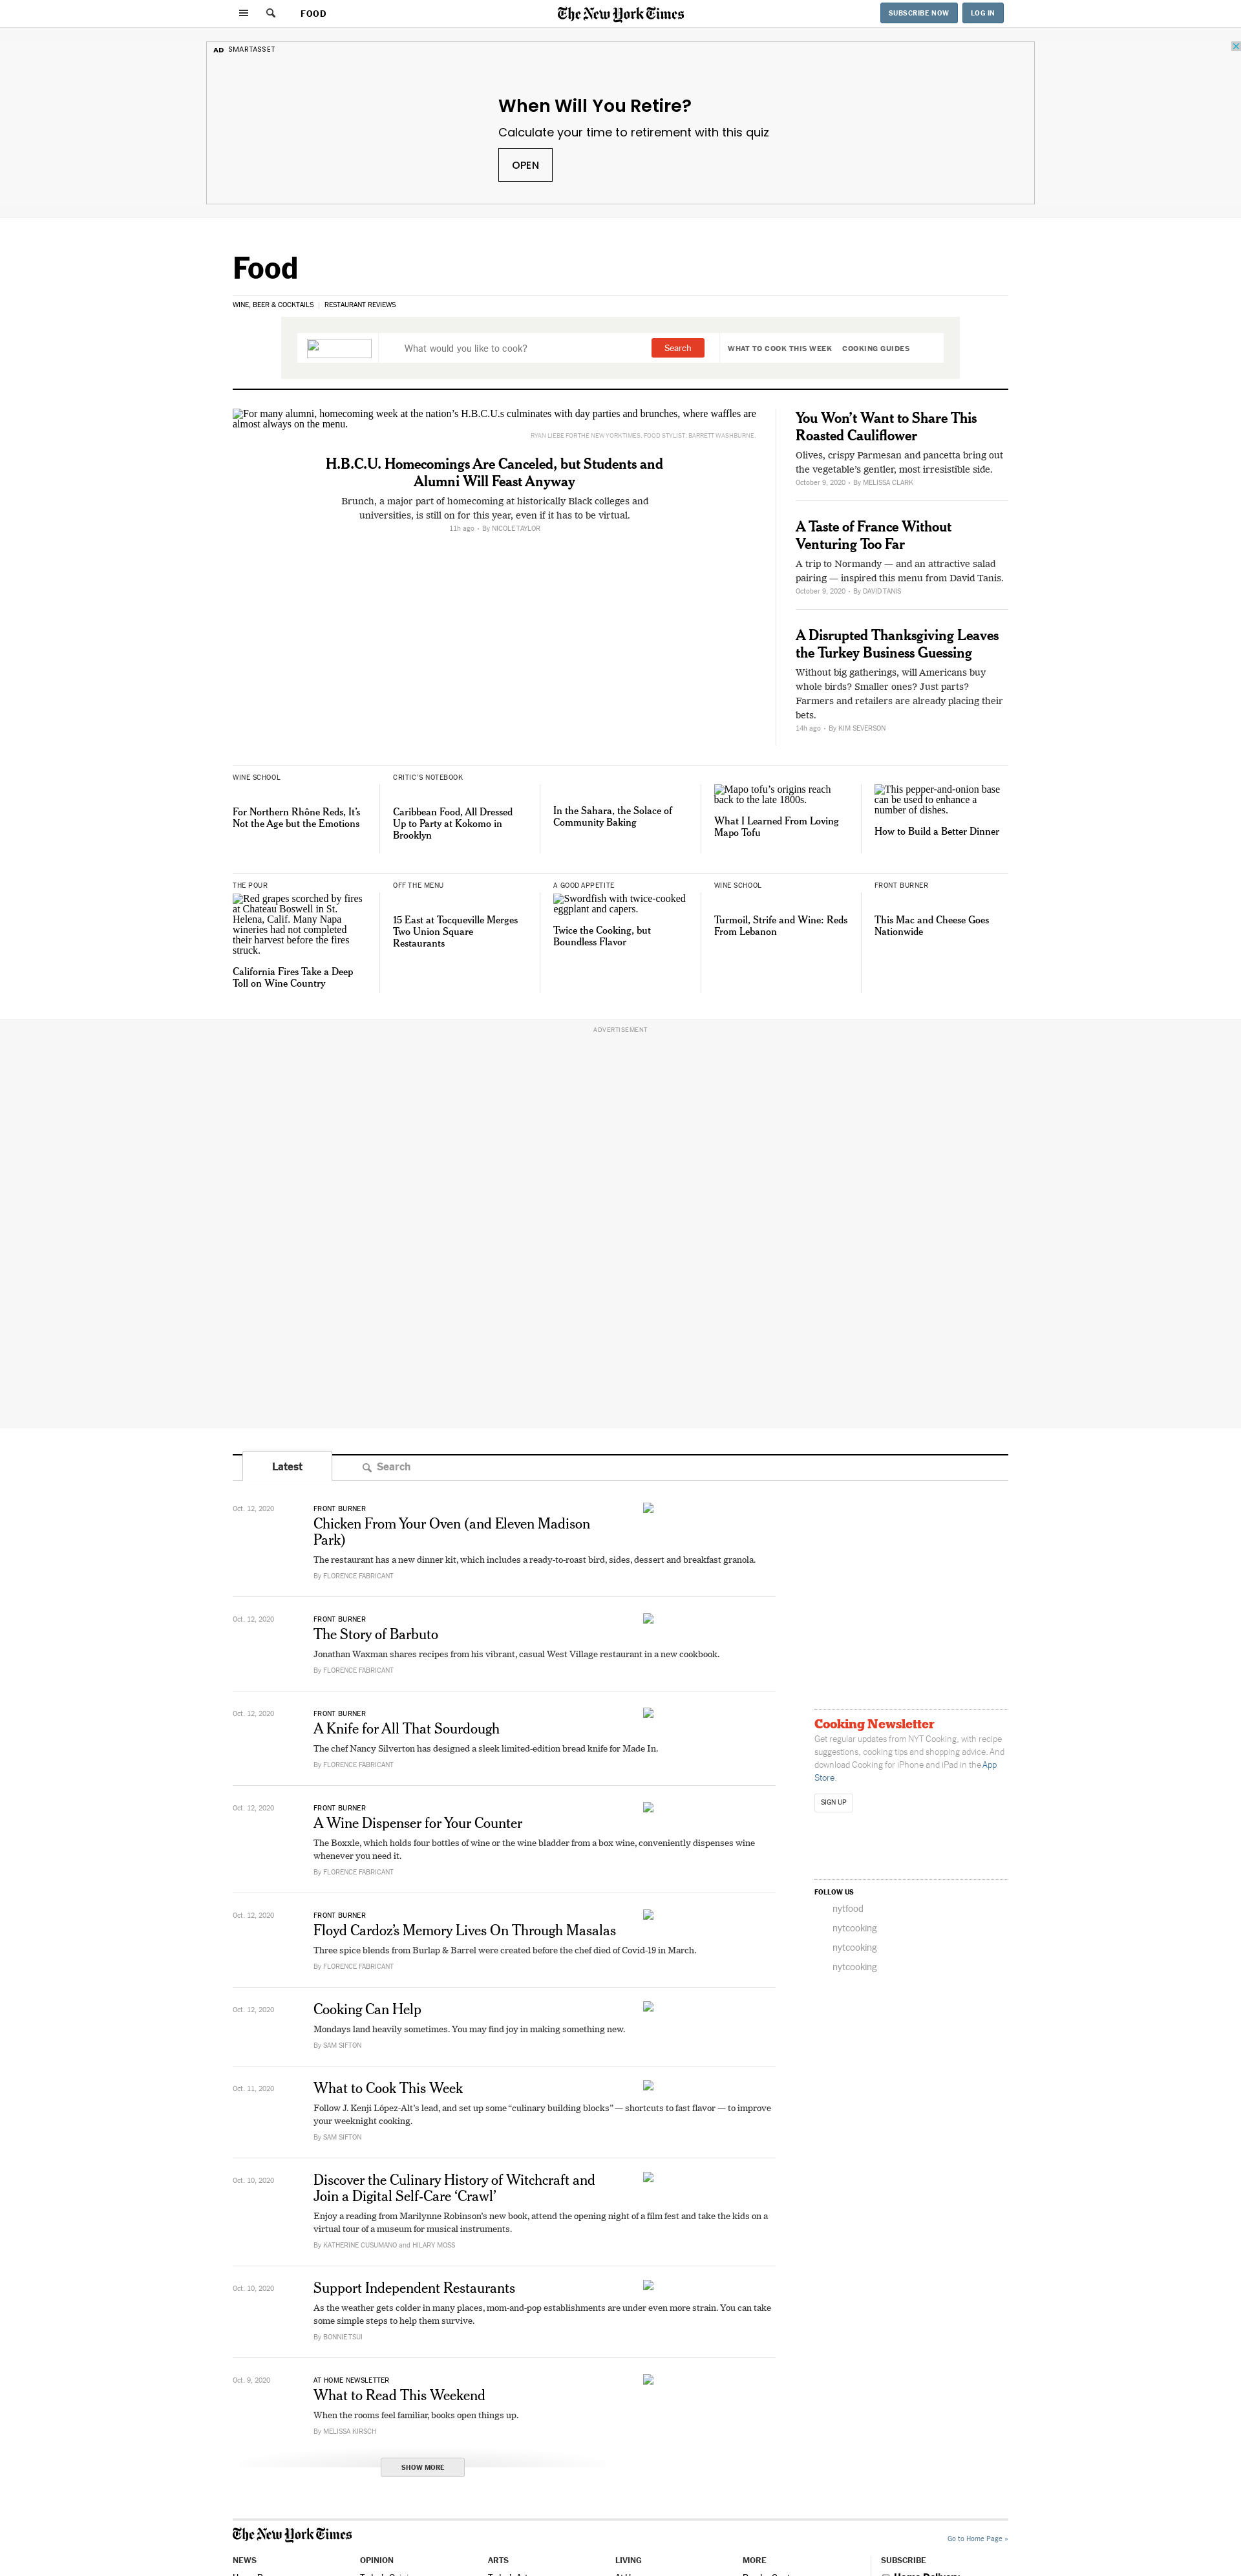 FOOD
The New York Times
SUBSCRIBE NOW
LOG IN
AD SMARTASSET
When Will You Retire?
Calculate your time to retirement with this quiz
OPEN
Food
WINE, BEER & COCKTAILS | RESTAURANT REVIEWS
What would you like to cook?
Search
WHAT TO COOK THIS WEEK
COOKING GUIDES
For many alumni, homecoming week at the nation’s H.B.C.U.s culminates with day parties and brunches, where waffles are
almost always on the menu.
RYAN LIEBE FOR THE NEW YORK TIMES. FOOD STYLIST: BARRETT WASHBURNE.
H.B.C.U. Homecomings Are Canceled, but Students and
Alumni Will Feast Anyway
Brunch, a major part of homecoming at historically Black colleges and
universities, is still on for this year, even if it has to be virtual.
11h ago • By NICOLE TAYLOR
You Won’t Want to Share This
Roasted Cauliflower
Olives, crispy Parmesan and pancetta bring out
the vegetable’s gentler, most irresistible side.
October 9, 2020 • By MELISSA CLARK
A Taste of France Without
Venturing Too Far
A trip to Normandy — and an attractive salad
pairing — inspired this menu from David Tanis.
October 9, 2020 • By DAVID TANIS
A Disrupted Thanksgiving Leaves
the Turkey Business Guessing
Without big gatherings, will Americans buy
whole birds? Smaller ones? Just parts?
Farmers and retailers are already placing their
bets.
14h ago • By KIM SEVERSON
WINE SCHOOL
For Northern Rhône Reds, It’s
Not the Age but the Emotions
CRITIC’S NOTEBOOK
Caribbean Food, All Dressed
Up to Party at Kokomo in
Brooklyn
In the Sahara, the Solace of
Community Baking
Mapo tofu’s origins reach
back to the late 1800s.
What I Learned From Loving
Mapo Tofu
This pepper-and-onion base
can be used to enhance a
number of dishes.
How to Build a Better Dinner
THE POUR
Red grapes scorched by fires
at Chateau Boswell in St.
Helena, Calif. Many Napa
wineries had not completed
their harvest before the fires
struck.
California Fires Take a Deep
Toll on Wine Country
OFF THE MENU
15 East at Tocqueville Merges
Two Union Square
Restaurants
A GOOD APPETITE
Swordfish with twice-cooked
eggplant and capers.
Twice the Cooking, but
Boundless Flavor
WINE SCHOOL
Turmoil, Strife and Wine: Reds
From Lebanon
FRONT BURNER
This Mac and Cheese Goes
Nationwide
ADVERTISEMENT
Latest
Search
Oct. 12, 2020
FRONT BURNER
Chicken From Your Oven (and Eleven Madison
Park)
The restaurant has a new dinner kit, which includes a ready-to-roast bird, sides, dessert and breakfast granola.
By FLORENCE FABRICANT
Oct. 12, 2020
FRONT BURNER
The Story of Barbuto
Jonathan Waxman shares recipes from his vibrant, casual West Village restaurant in a new cookbook.
By FLORENCE FABRICANT
Oct. 12, 2020
FRONT BURNER
A Knife for All That Sourdough
The chef Nancy Silverton has designed a sleek limited-edition bread knife for Made In.
By FLORENCE FABRICANT
Oct. 12, 2020
FRONT BURNER
A Wine Dispenser for Your Counter
The Boxxle, which holds four bottles of wine or the wine bladder from a box wine, conveniently dispenses wine
whenever you need it.
By FLORENCE FABRICANT
Oct. 12, 2020
FRONT BURNER
Floyd Cardoz’s Memory Lives On Through Masalas
Three spice blends from Burlap & Barrel were created before the chef died of Covid-19 in March.
By FLORENCE FABRICANT
Oct. 12, 2020
Cooking Can Help
Mondays land heavily sometimes. You may find joy in making something new.
By SAM SIFTON
Oct. 11, 2020
What to Cook This Week
Follow J. Kenji López-Alt’s lead, and set up some “culinary building blocks” — shortcuts to fast flavor — to improve
your weeknight cooking.
By SAM SIFTON
Oct. 10, 2020
Discover the Culinary History of Witchcraft and
Join a Digital Self-Care ‘Crawl’
Enjoy a reading from Marilynne Robinson’s new book, attend the opening night of a film fest and take the kids on a
virtual tour of a museum for musical instruments.
By KATHERINE CUSUMANO and HILARY MOSS
Oct. 10, 2020
Support Independent Restaurants
As the weather gets colder in many places, mom-and-pop establishments are under even more strain. You can take
some simple steps to help them survive.
By BONNIE TSUI
Oct. 9, 2020
AT HOME NEWSLETTER
What to Read This Weekend
When the rooms feel familiar, books open things up.
By MELISSA KIRSCH
SHOW MORE
Cooking Newsletter
Get regular updates from NYT Cooking, with recipe
suggestions, cooking tips and shopping advice. And
download Cooking for iPhone and iPad in the App
Store.
SIGN UP
FOLLOW US
nytfood
nytcooking
nytcooking
nytcooking
The New York Times
Go to Home Page »
NEWS
OPINION
ARTS
LIVING
MORE
SUBSCRIBE